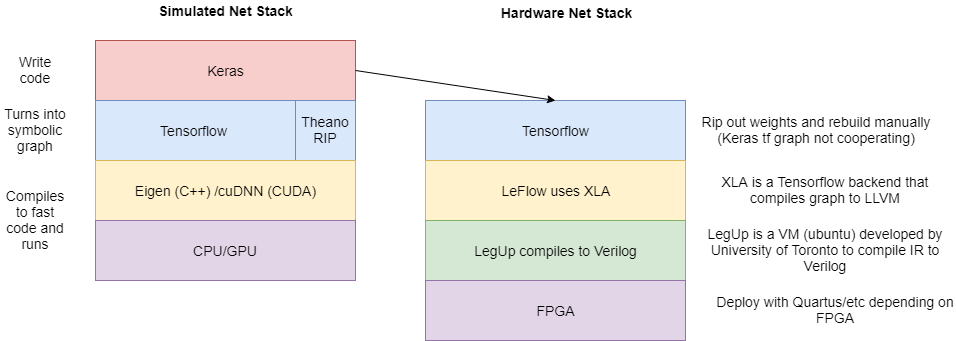 Simulated Net Stack
Hardware Net Stack
Write
code
Keras
Turns into
symbolic
graph
Tensorflow
Theano
RIP
Tensorflow
Rip out weights and rebuild manually
(Keras tf graph not cooperating)
Compiles
to fast
code and
runs
Eigen (C++) /cuDNN (CUDA)
LeFlow uses XLA
XLA is a Tensorflow backend that
compiles graph to LLVM
CPU/GPU
LegUp compiles to Verilog
LegUp is a VM (ubuntu) developed by
University of Toronto to compile IR to
Verilog
FPGA
Deploy with Quartus/etc depending on
FPGA